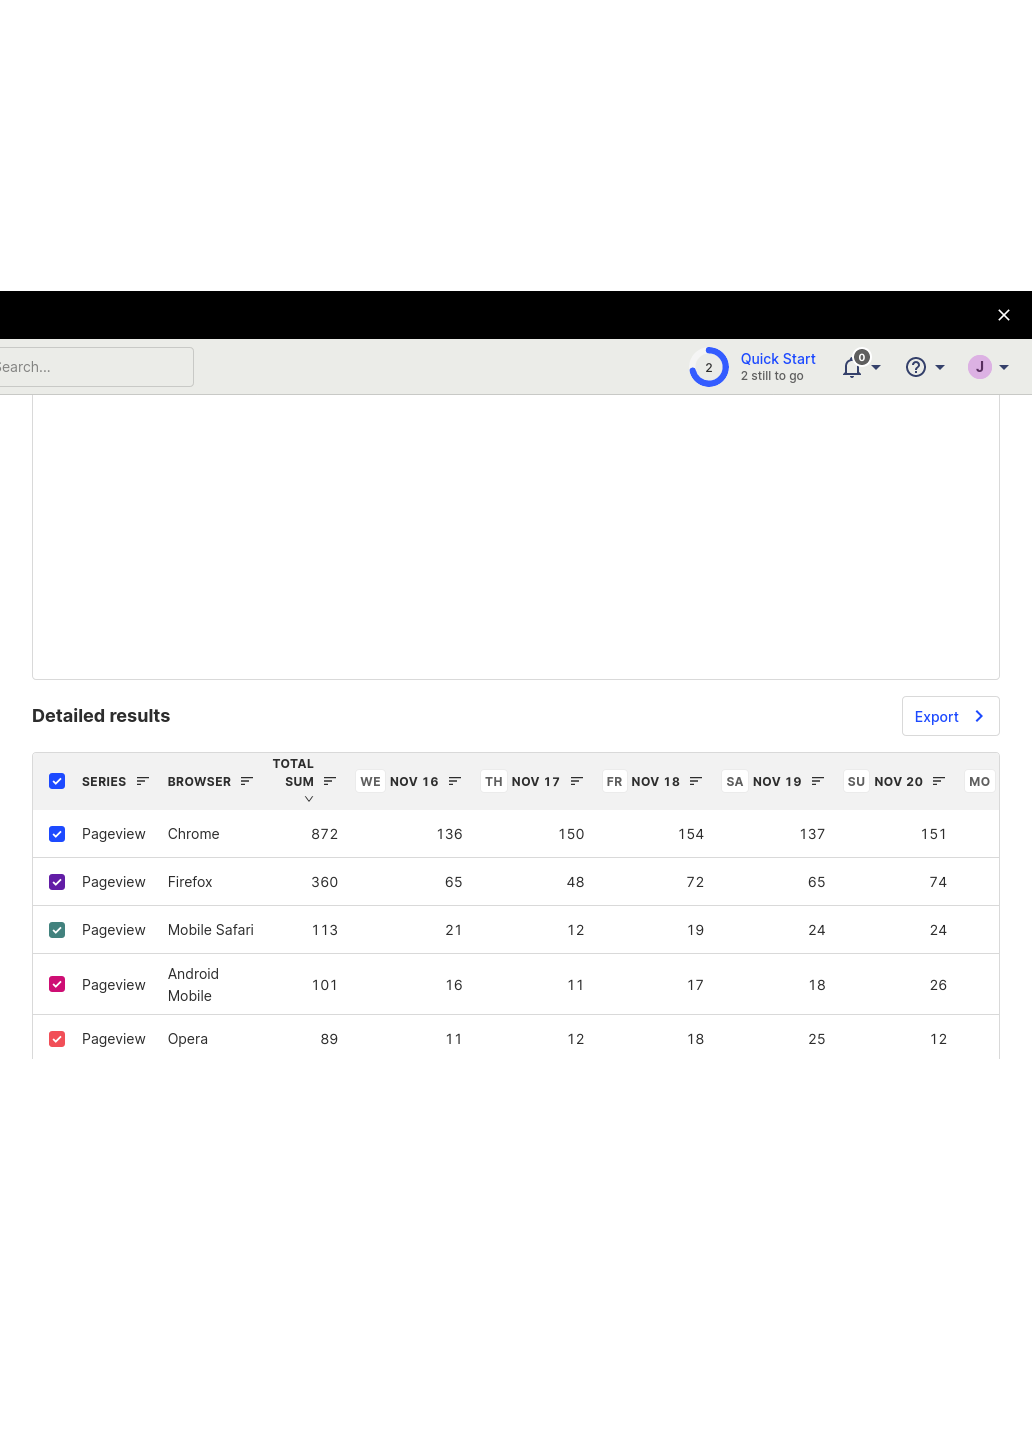 Search...
2
Quick Start
2 still to go
0
J
Detailed results
Export
SERIES BROWSER TOTAL SUM WE NOV 16 TH NOV 17 FR NOV 18 SA NOV 19 SU NOV 20 MO
Pageview Chrome 872 136 150 154 137 151
Pageview Firefox 360 65 48 72 65 74
Pageview Mobile Safari 113 21 12 19 24 24
Pageview Android Mobile 101 16 11 17 18 26
Pageview Opera 89 11 12 18 25 12